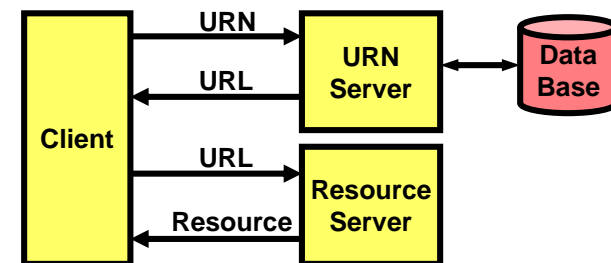 URN
URN
Server
Data
Base
URL
Client
URL
Resource
Server
Resource